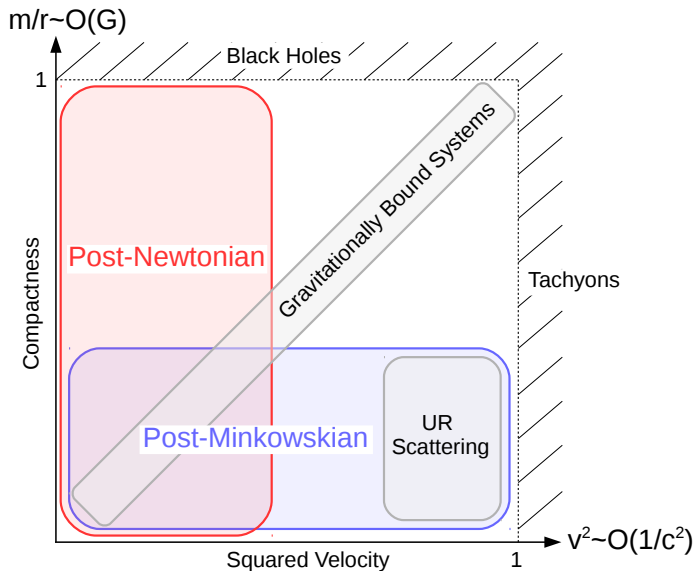 m/r~O(G)
Black Holes
1
Gravitationally Bound Systems
Post-Newtonian
Tachyons
Compactness
Post-Minkowskian
UR
Scattering
v²~O(1/c²)
Squared Velocity
1